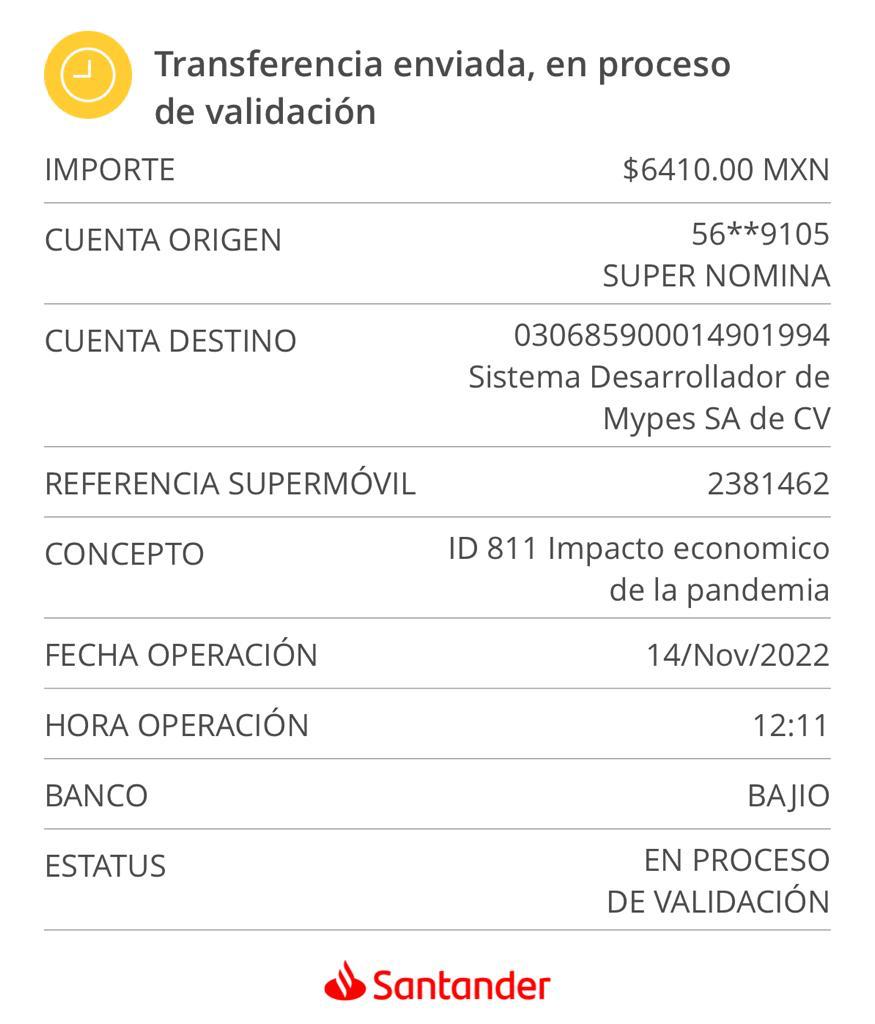 Transferencia enviada, en proceso
de validación
IMPORTE $6410.00 MXN
CUENTA ORIGEN 56**9105
SUPER NOMINA
CUENTA DESTINO 030685900014901994
Sistema Desarrollador de
Mypes SA de CV
REFERENCIA SUPERMÓVIL 2381462
CONCEPTO ID 811 Impacto economico
de la pandemia
FECHA OPERACIÓN 14/Nov/2022
HORA OPERACIÓN 12:11
BANCO BAJIO
ESTATUS EN PROCESO
DE VALIDACIÓN
Santander